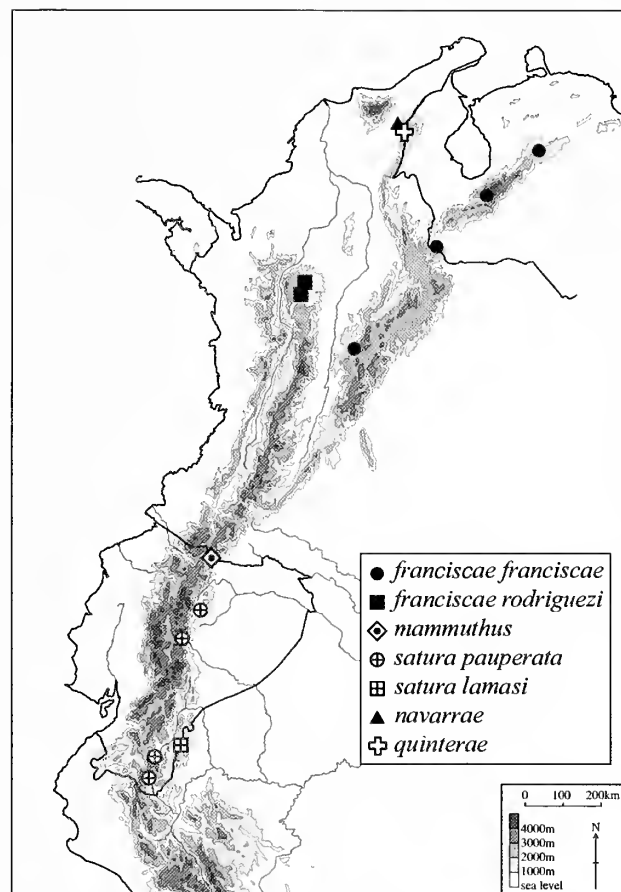 franciscae franciscae
franciscae rodriguezi
mammuthus
satura pauperata
satura lamasi
navarrae
quinterae
0 100 200km
4000m
3000m
2000m
1000m
sea level
N